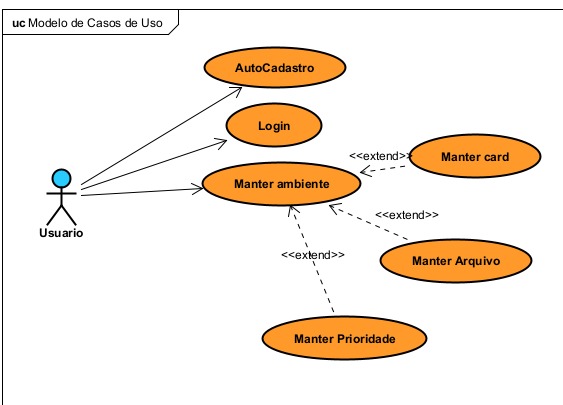 uc Modelo de Casos de Uso
AutoCadastro
Login
<<extend>>
Manter card
Manter ambiente
<<extend>>
Usuario
<<extend>>
Manter Arquivo
Manter Prioridade